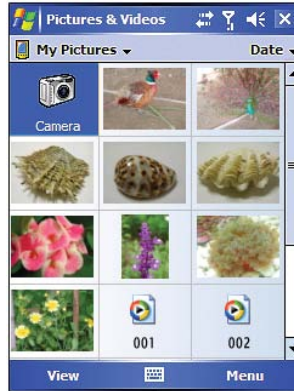 Pictures & Videos
My Pictures
Date
Camera
001
002
View
Menu